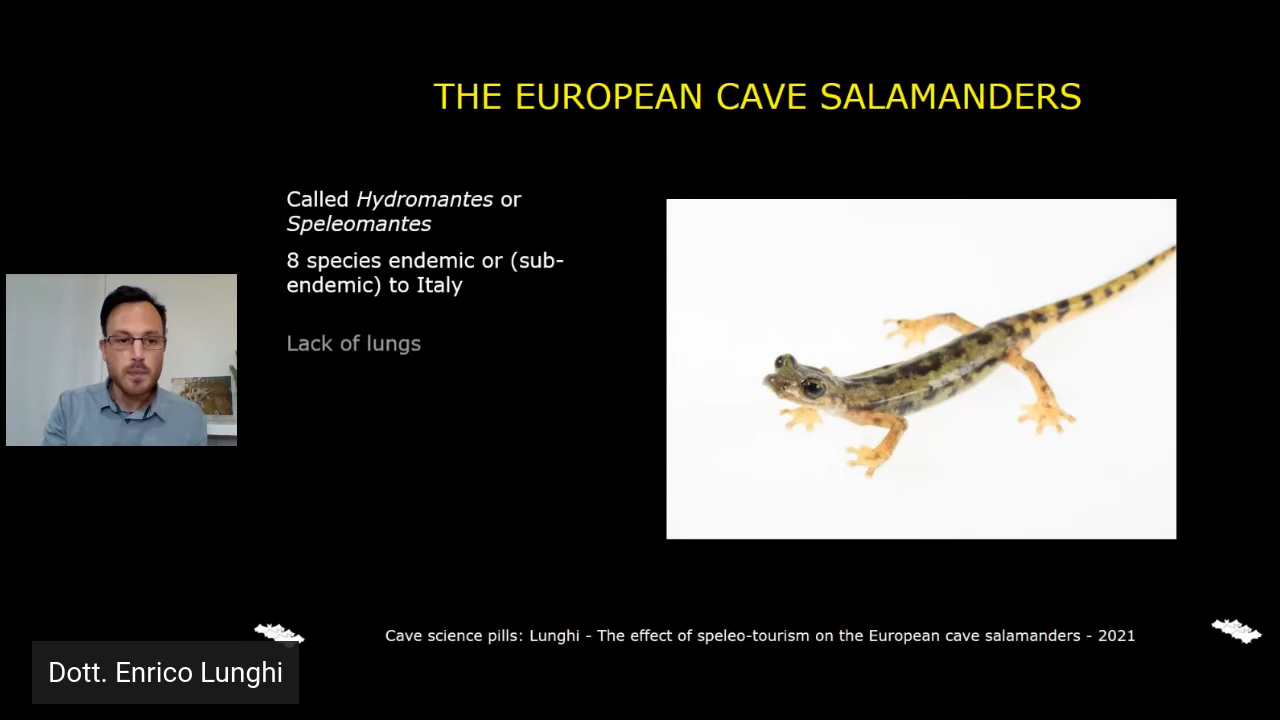 THE EUROPEAN CAVE SALAMANDERS
Called Hydromantes or
Speleomantes
8 species endemic or (sub-
endemic) to Italy
Lack of lungs
Cave science pills: Lunghi - The effect of speleo-tourism on the European cave salamanders - 2021
Dott. Enrico Lunghi